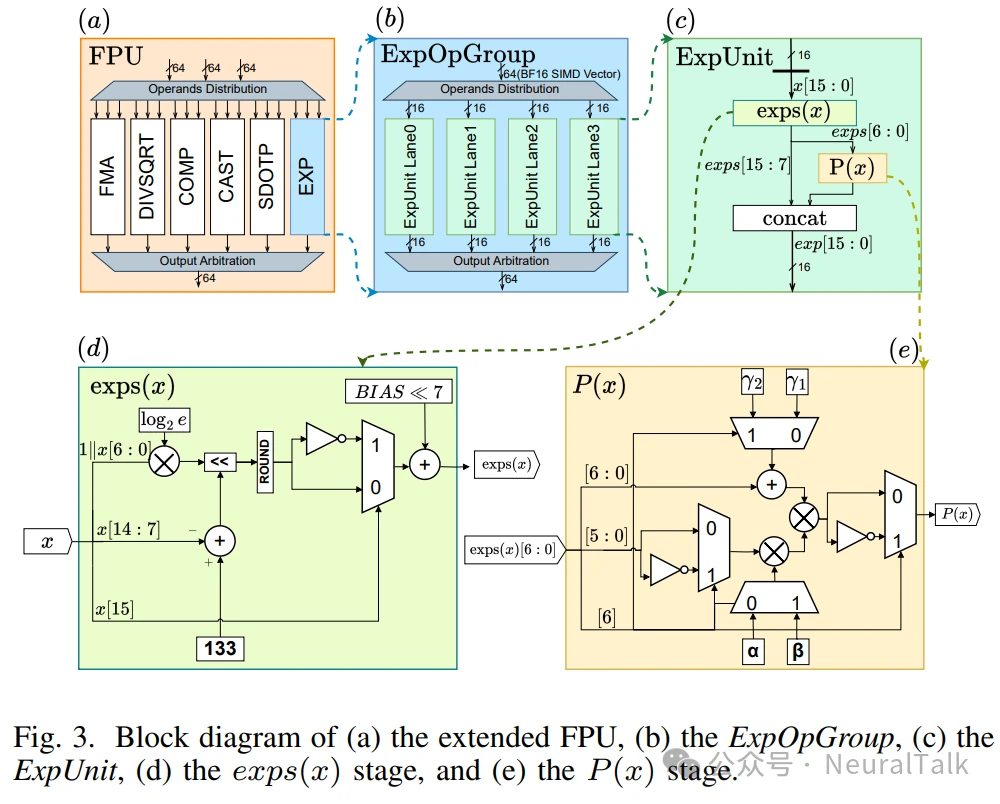 (a)
FPU
64
64
64
Operands Distribution
FMA
DIV/SQRT
COMP
CAST
SDOTP
EXP
Output Arbitration
64
(b)
ExpOpGroup
64(BF16 SIMD Vector)
Operands Distribution
16
16
16
16
ExpUnit Lane0
ExpUnit Lane1
ExpUnit Lane2
ExpUnit Lane3
16
16
16
16
Output Arbitration
64
(c)
ExpUnit
16
x[15 : 0]
exps(x)
exps[6 : 0]
exps[15 : 7]
P(x)
concat
exp[15 : 0]
16
(d)
exps(x)
BIAS ≪ 7
log₂ e
1||x[6 : 0]
<<
ROUND
1
0
+
exps(x)
x
x[14 : 7]
−
+
+
x[15]
133
(e)
P(x)
γ₂
γ₁
1 0
[6 : 0]
+
[5 : 0]
0
1
0
1
P(x)
exps(x)[6 : 0]
[6]
0 1
α
β
Fig. 3. Block diagram of (a) the extended FPU, (b) the ExpOpGroup, (c) the
ExpUnit, (d) the exps(x) stage, and (e) the P(x) stage.
公众号 · NeuralTalk